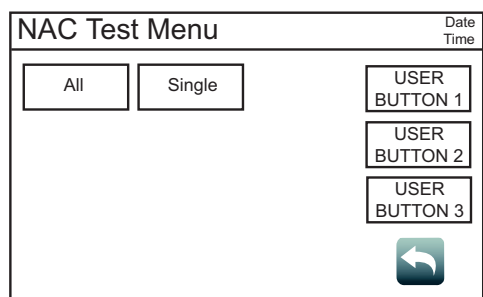 NAC Test Menu
Date
Time
All
Single
USER
BUTTON 1
USER
BUTTON 2
USER
BUTTON 3